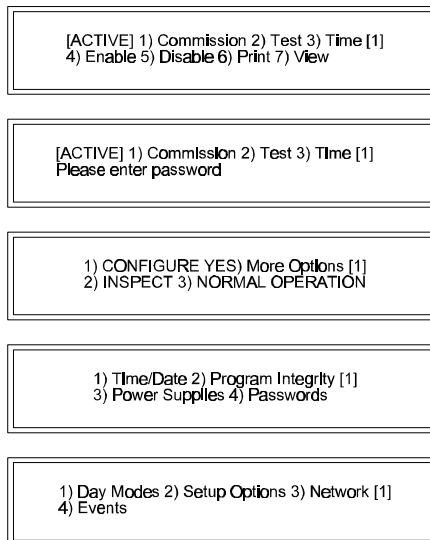 [ACTIVE] 1) Commission 2) Test 3) Time [1]
4) Enable 5) Disable 6) Print 7) View
[ACTIVE] 1) Commission 2) Test 3) Time [1]
Please enter password
1) CONFIGURE YES) More Options [1]
2) INSPECT 3) NORMAL OPERATION
1) Time/Date 2) Program Integrity [1]
3) Power Supplies 4) Passwords
1) Day Modes 2) Setup Options 3) Network [1]
4) Events